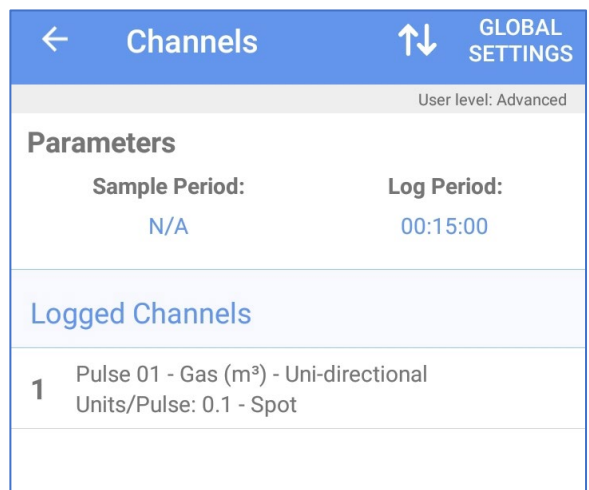 Channels
GLOBAL
SETTINGS
User level: Advanced
Parameters
Sample Period: Log Period:
N/A 00:15:00
Logged Channels
1
Pulse 01 - Gas (m³) - Uni-directional
Units/Pulse: 0.1 - Spot